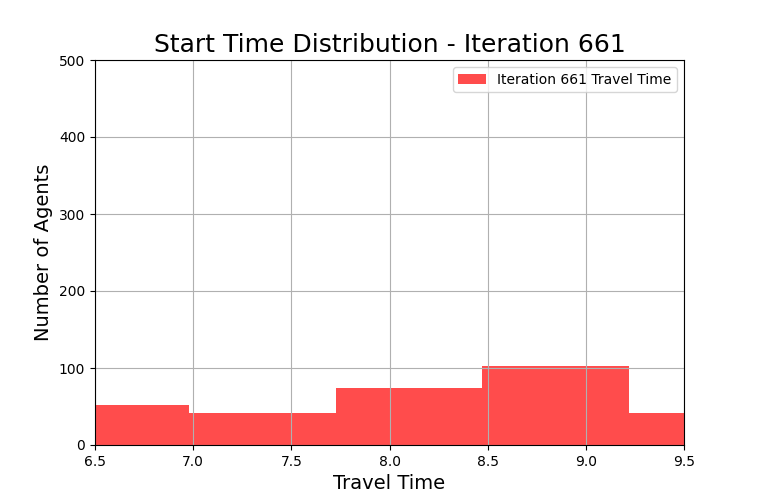 Start Time Distribution - Iteration 661
Iteration 661 Travel Time
Number of Agents
500
400
300
200
100
0
6.5 7.0 7.5 8.0 8.5 9.0 9.5
Travel Time